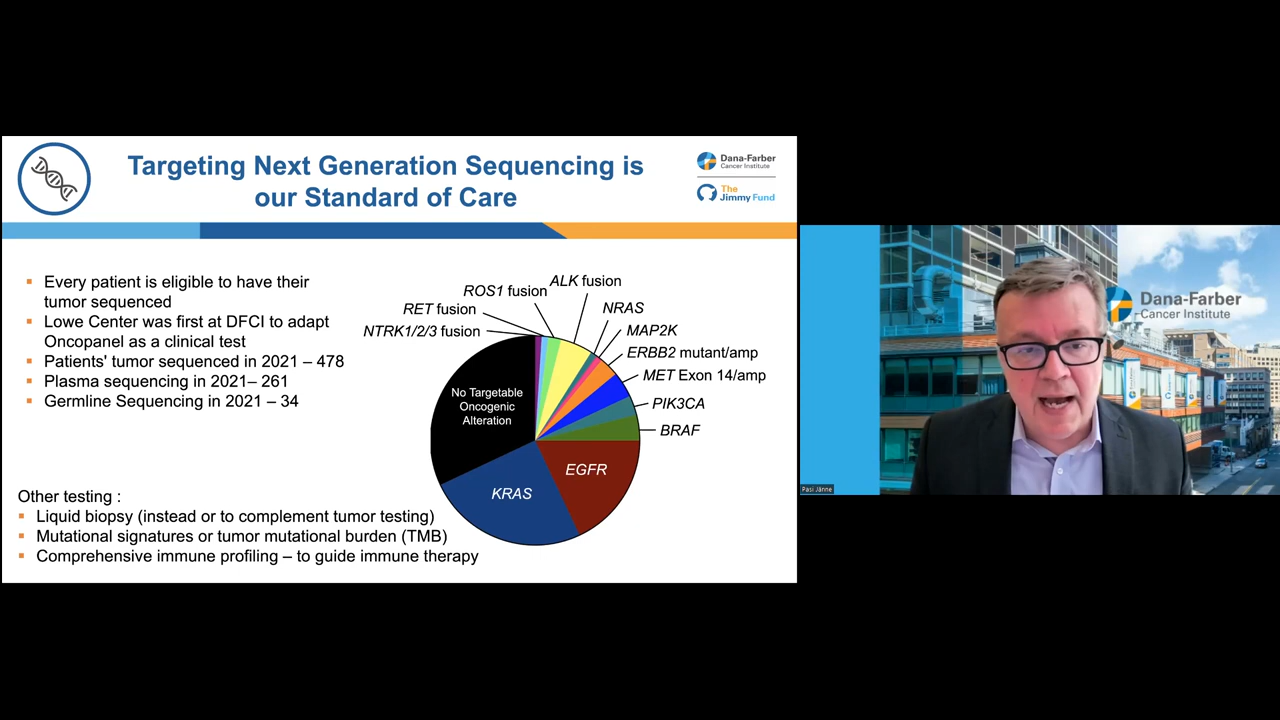 Targeting Next Generation Sequencing is
our Standard of Care
Dana-Farber
Cancer Institute
The
Jimmy Fund
Every patient is eligible to have their
tumor sequenced
Lowe Center was first at DFCI to adapt
Oncopanel as a clinical test
Patients' tumor sequenced in 2021 – 478
Plasma sequencing in 2021– 261
Germline Sequencing in 2021 – 34
Other testing :
Liquid biopsy (instead or to complement tumor testing)
Mutational signatures or tumor mutational burden (TMB)
Comprehensive immune profiling – to guide immune therapy
ALK fusion
ROS1 fusion
RET fusion
NTRK1/2/3 fusion
NRAS
MAP2K
ERBB2 mutant/amp
MET Exon 14/amp
PIK3CA
BRAF
EGFR
KRAS
No Targetable
Oncogenic
Alteration
Dana-Farber
Cancer Institute
Pasi Jänne